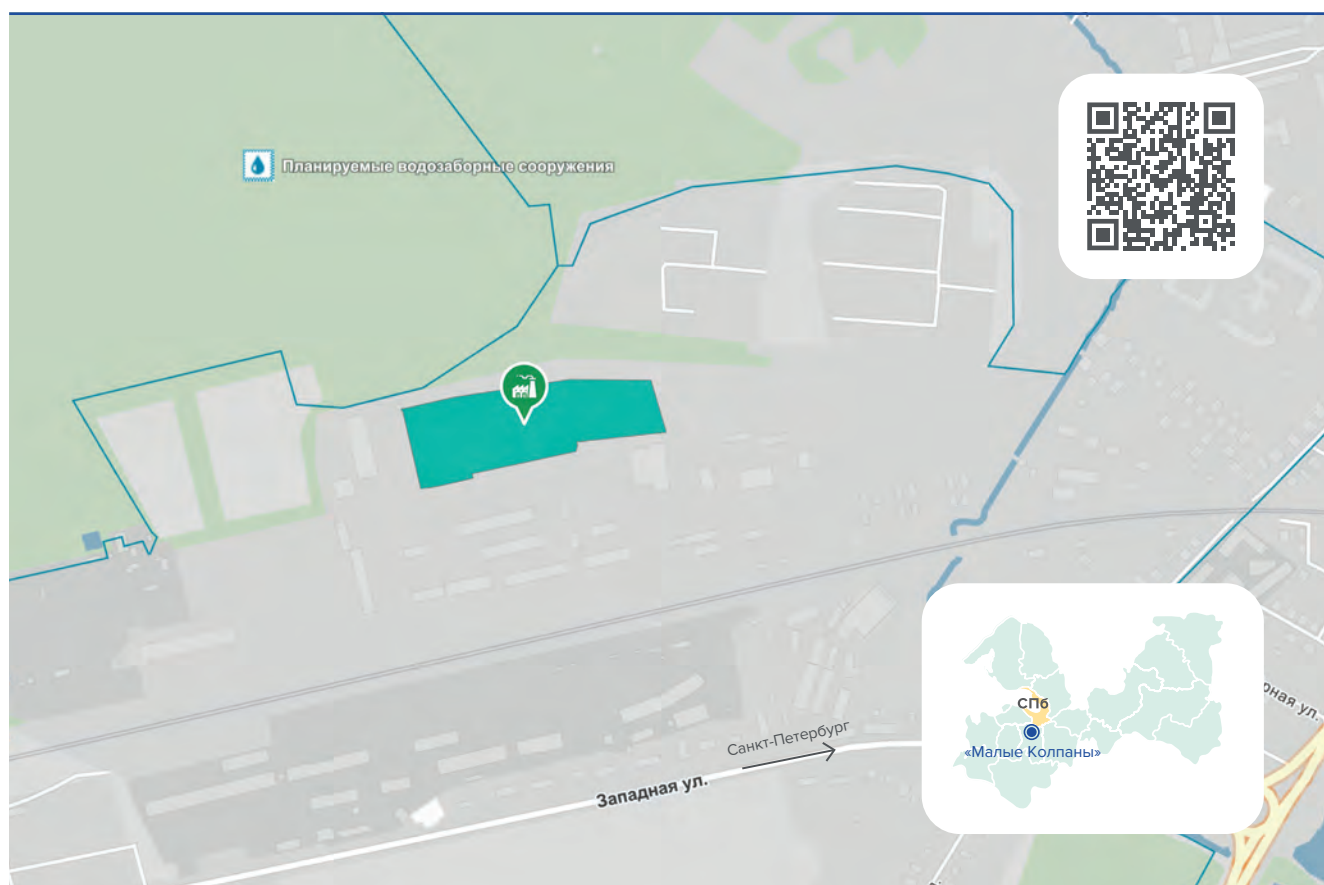 Планируемые водозаборные сооружения
СПб
«Малые Колпаны»
Санкт-Петербург
Западная ул.